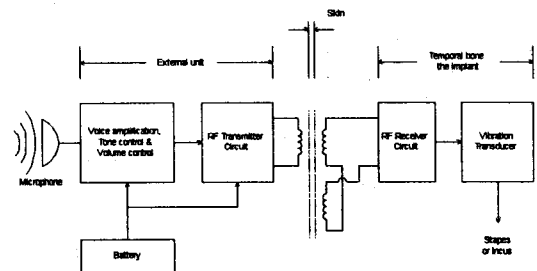 Skin
External unit
Temporal bone
the implant
Voice amplification,
Tone control &
Volume control
RF Transmitter
Circuit
RF Receiver
Circuit
Vibration
Transducer
Microphone
Battery
Stapes
or Incus